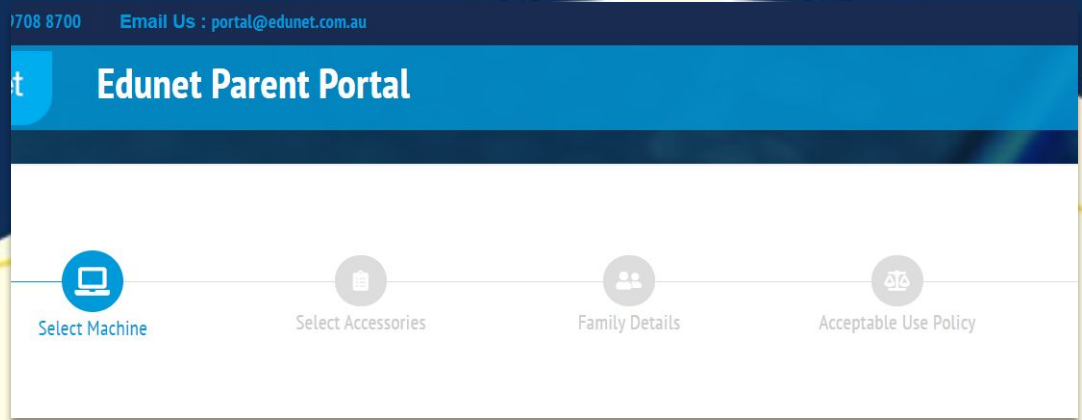 9708 8700 Email Us : portal@edunet.com.au
et Edunet Parent Portal
Select Machine Select Accessories Family Details Acceptable Use Policy